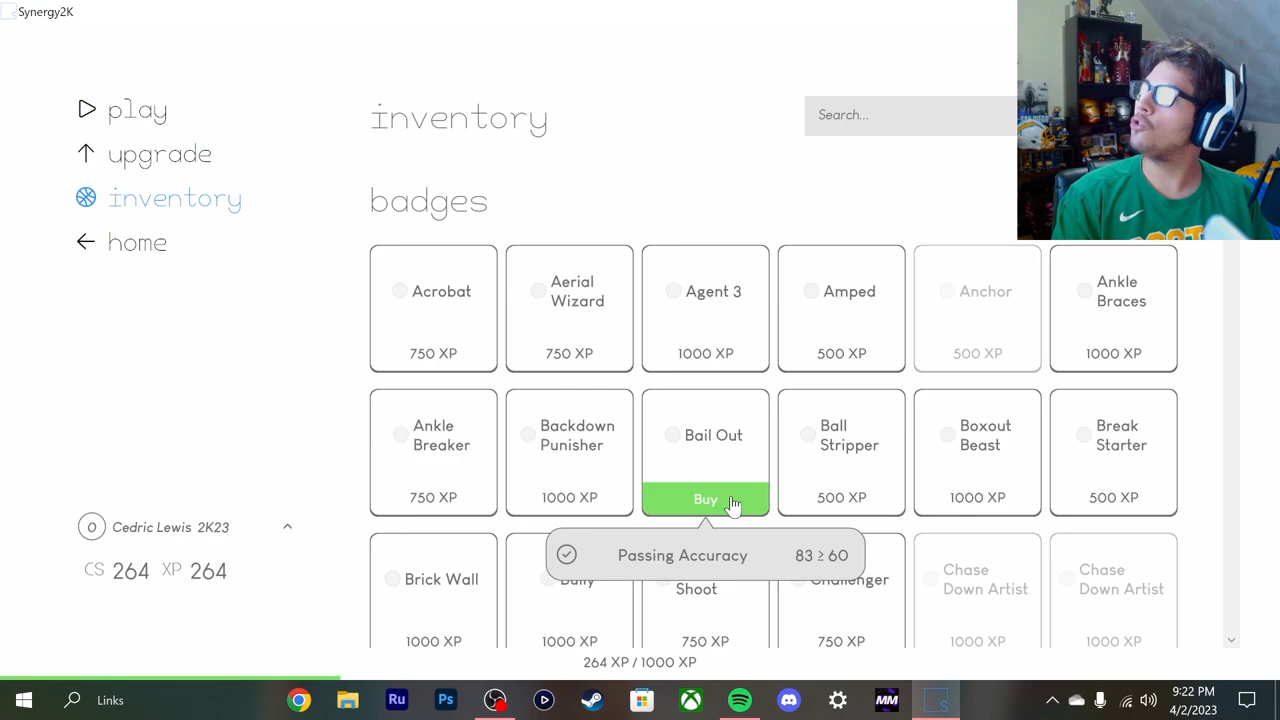 Synergy2K
play
upgrade
inventory
home
inventory
Search...
badges
Acrobat
750 XP
Aerial
Wizard
750 XP
Agent 3
1000 XP
Amped
500 XP
Anchor
500 XP
Ankle
Braces
1000 XP
Ankle
Breaker
750 XP
Backdown
Punisher
1000 XP
Bail Out
Buy
Ball
Stripper
500 XP
Boxout
Beast
1000 XP
Break
Starter
500 XP
Passing Accuracy 83 ≥ 60
Brick Wall
1000 XP
Bully
1000 XP
Shoot
750 XP
Challenger
750 XP
Chase
Down Artist
1000 XP
Chase
Down Artist
1000 XP
0 Cedric Lewis 2K23
CS 264 XP 264
264 XP / 1000 XP
Links
Ru
Ps
MM
S
9:22 PM
4/2/2023